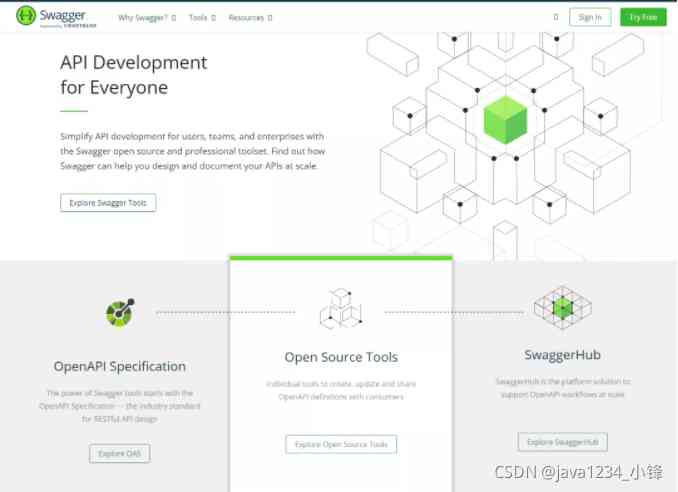 Swagger
Supported by SMARTBEAR
Why Swagger?
Tools
Resources
Sign In
Try Free
API Development
for Everyone
Simplify API development for users, teams, and enterprises with
the Swagger open source and professional toolset. Find out how
Swagger can help you design and document your APIs at scale.
Explore Swagger Tools
OpenAPI Specification
The power of Swagger tools starts with the
OpenAPI Specification — the industry standard
for RESTful API design
Explore OAS
Open Source Tools
Individual tools to create, update and share
OpenAPI definitions with consumers
Explore Open Source Tools
SwaggerHub
SwaggerHub is the platform solution to
support OpenAPI workflows at scale
Explore SwaggerHub
CSDN @java1234_小锋